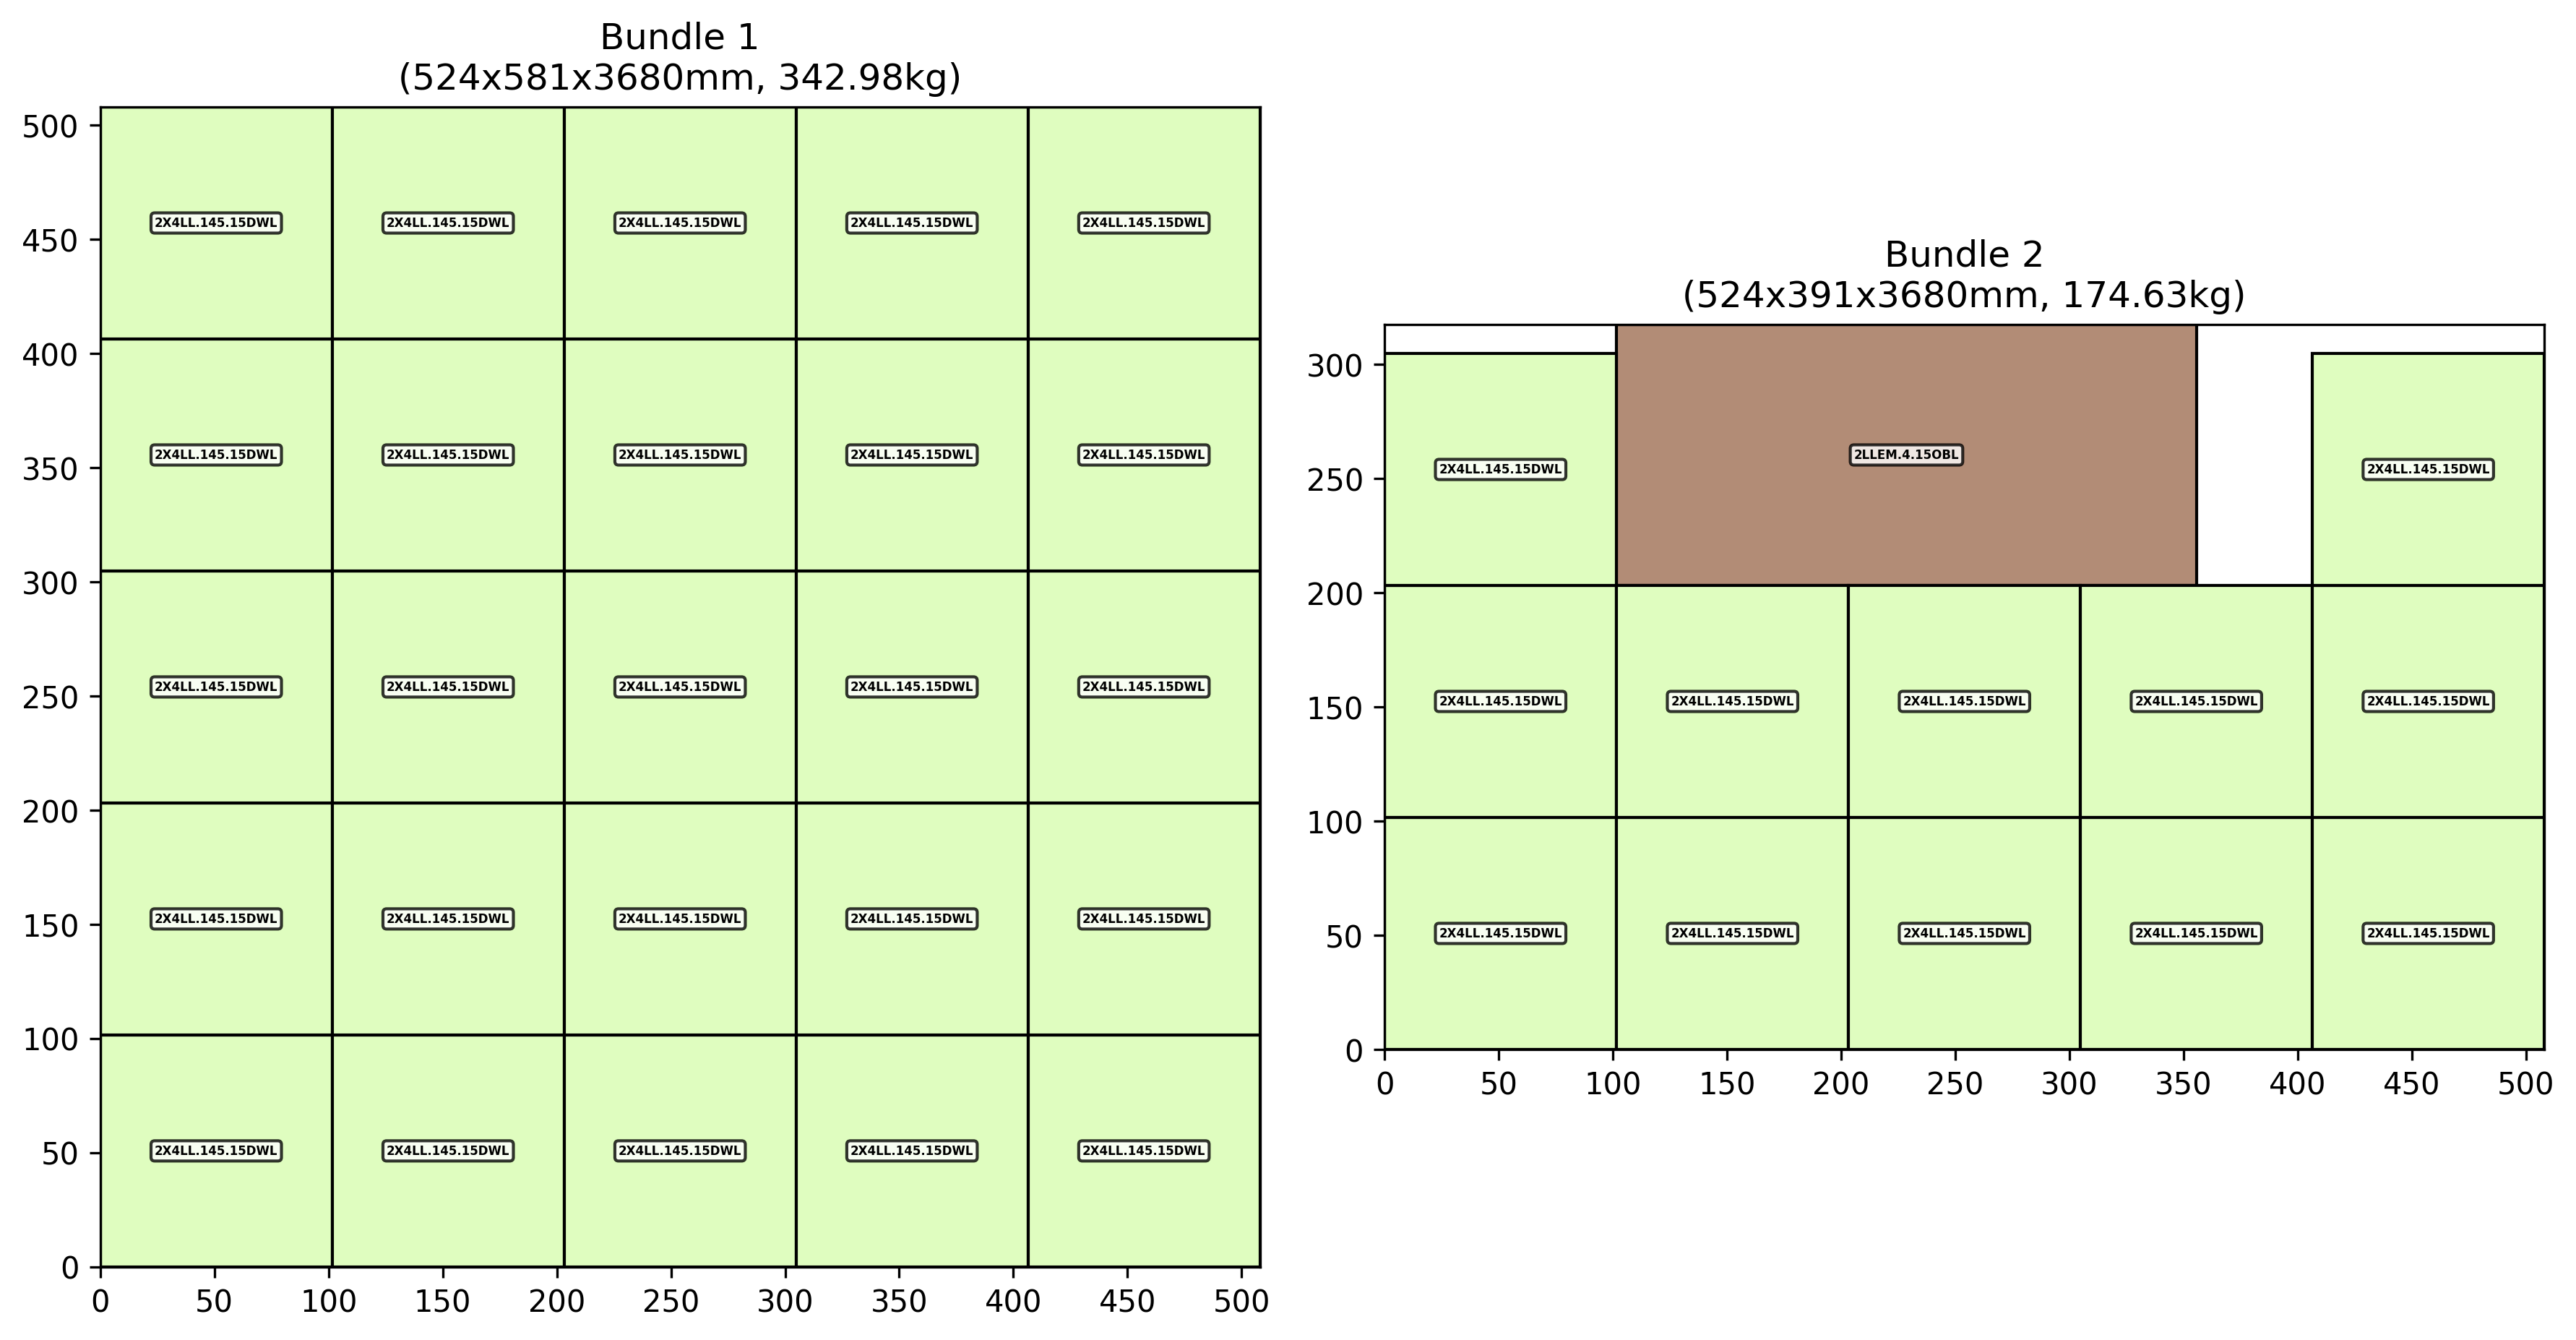 Bundle 1
(524x581x3680mm, 342.98kg)
500
450
400
350
300
250
200
150
100
50
0
2X4LL.145.15DWL 2X4LL.145.15DWL 2X4LL.145.15DWL 2X4LL.145.15DWL 2X4LL.145.15DWL
2X4LL.145.15DWL 2X4LL.145.15DWL 2X4LL.145.15DWL 2X4LL.145.15DWL 2X4LL.145.15DWL
2X4LL.145.15DWL 2X4LL.145.15DWL 2X4LL.145.15DWL 2X4LL.145.15DWL 2X4LL.145.15DWL
2X4LL.145.15DWL 2X4LL.145.15DWL 2X4LL.145.15DWL 2X4LL.145.15DWL 2X4LL.145.15DWL
2X4LL.145.15DWL 2X4LL.145.15DWL 2X4LL.145.15DWL 2X4LL.145.15DWL 2X4LL.145.15DWL
0 50 100 150 200 250 300 350 400 450 500
Bundle 2
(524x391x3680mm, 174.63kg)
300
250
200
150
100
50
0
2X4LL.145.15DWL 2LLEM.4.15OBL 2X4LL.145.15DWL
2X4LL.145.15DWL 2X4LL.145.15DWL 2X4LL.145.15DWL 2X4LL.145.15DWL 2X4LL.145.15DWL
2X4LL.145.15DWL 2X4LL.145.15DWL 2X4LL.145.15DWL 2X4LL.145.15DWL 2X4LL.145.15DWL
0 50 100 150 200 250 300 350 400 450 500